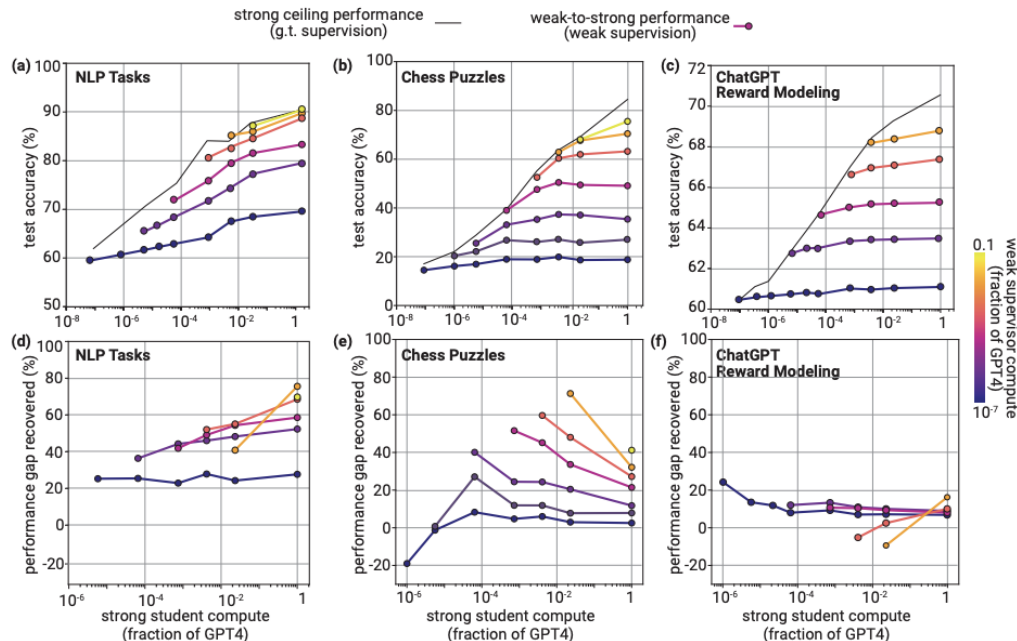 strong ceiling performance
(g.t. supervision)
weak-to-strong performance
(weak supervision)
(a)
NLP Tasks
test accuracy (%)
100
90
80
70
60
50
10⁻⁸
10⁻⁶
10⁻⁴
10⁻²
1
(b)
Chess Puzzles
test accuracy (%)
100
80
60
40
20
0
10⁻⁸
10⁻⁶
10⁻⁴
10⁻²
1
(c)
ChatGPT
Reward Modeling
test accuracy (%)
72
70
68
66
64
62
60
10⁻⁸
10⁻⁶
10⁻⁴
10⁻²
1
0.1
10⁻⁷
weak supervisor compute
(fraction of GPT4)
(d)
NLP Tasks
performance gap recovered (%)
100
80
60
40
20
0
-20
10⁻⁶
10⁻⁴
10⁻²
1
strong student compute
(fraction of GPT4)
(e)
Chess Puzzles
performance gap recovered (%)
100
80
60
40
20
0
-20
10⁻⁶
10⁻⁴
10⁻²
1
strong student compute
(fraction of GPT4)
(f)
ChatGPT
Reward Modeling
performance gap recovered (%)
100
80
60
40
20
0
-20
10⁻⁶
10⁻⁴
10⁻²
1
strong student compute
(fraction of GPT4)